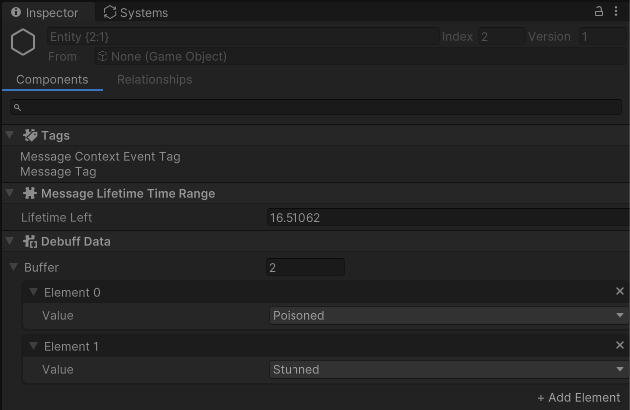 Inspector Systems
Entity {2:1} Index 2 Version 1
From None (Game Object)
Components Relationships
Tags
Message Context Event Tag
Message Tag
Message Lifetime Time Range
Lifetime Left 16.51062
Debuff Data
Buffer 2
Element 0
Value Poisoned
Element 1
Value Stunned
+ Add Element